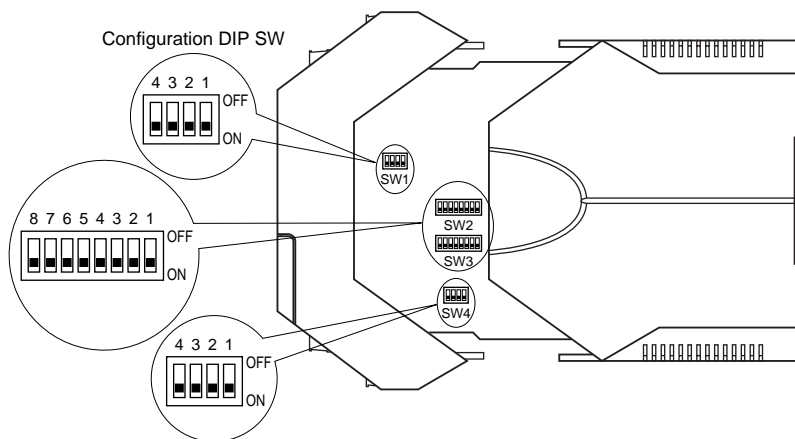 Configuration DIP SW
4 3 2 1
OFF
ON
SW1
8 7 6 5 4 3 2 1
OFF
ON
SW2
SW3
SW4
4 3 2 1
OFF
ON